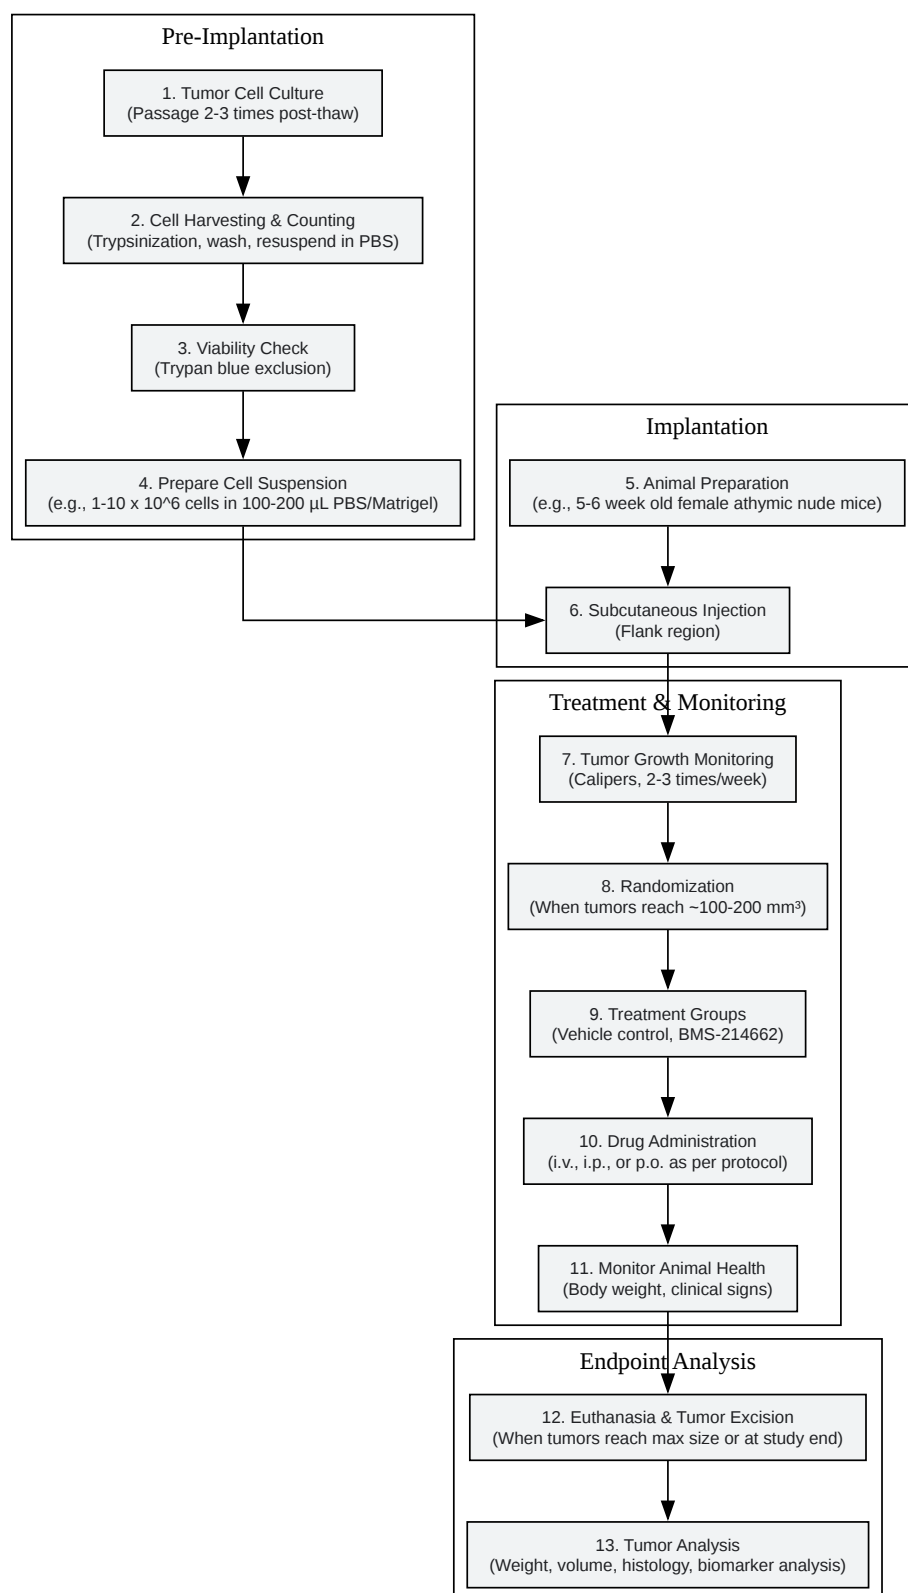 Pre-Implantation
1. Tumor Cell Culture
(Passage 2-3 times post-thaw)
2. Cell Harvesting & Counting
(Trypsinization, wash, resuspend in PBS)
3. Viability Check
(Trypan blue exclusion)
4. Prepare Cell Suspension
(e.g., 1-10 x 10^6 cells in 100-200 µL PBS/Matrigel)
Implantation
5. Animal Preparation
(e.g., 5-6 week old female athymic nude mice)
6. Subcutaneous Injection
(Flank region)
Treatment & Monitoring
7. Tumor Growth Monitoring
(Calipers, 2-3 times/week)
8. Randomization
(When tumors reach ~100-200 mm³)
9. Treatment Groups
(Vehicle control, BMS-214662)
10. Drug Administration
(i.v., i.p., or p.o. as per protocol)
11. Monitor Animal Health
(Body weight, clinical signs)
Endpoint Analysis
12. Euthanasia & Tumor Excision
(When tumors reach max size or at study end)
13. Tumor Analysis
(Weight, volume, histology, biomarker analysis)